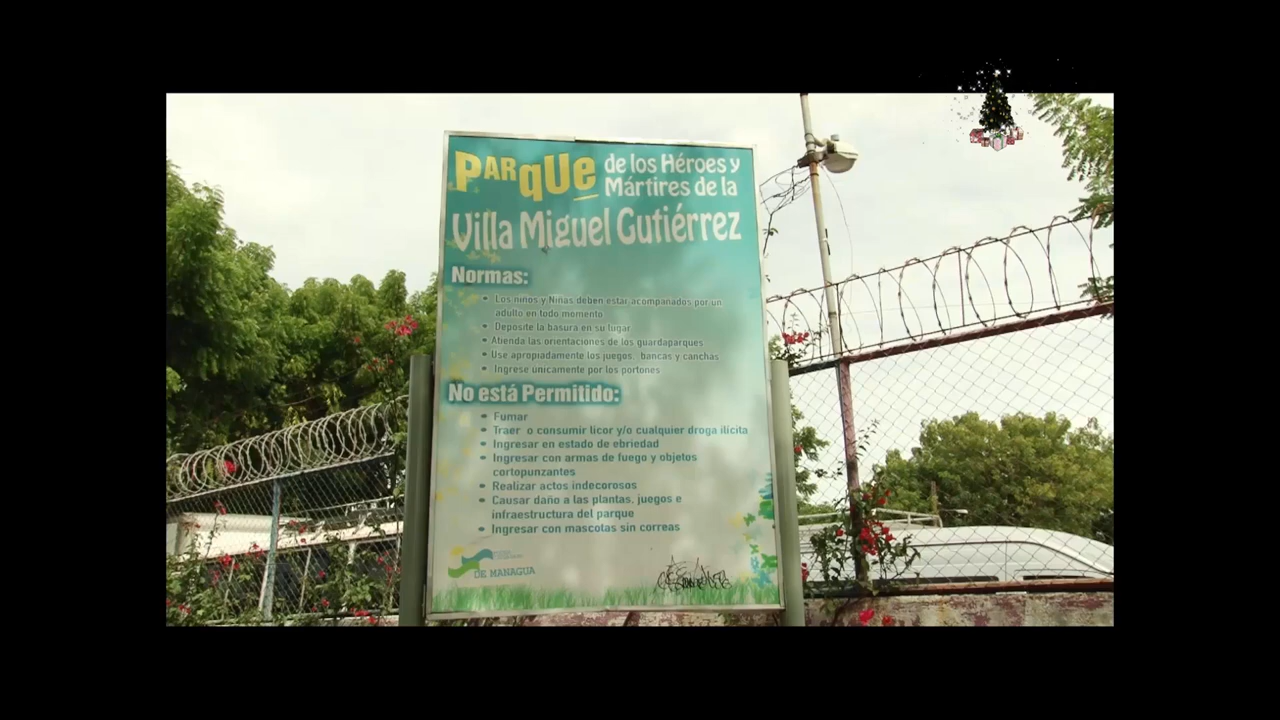 PARqUe de los Héroes y
Mártires de la
Villa Miguel Gutiérrez
Normas:
Los niños y Niñas deben estar acompañados por un
adulto en todo momento
Deposite la basura en su lugar
Atienda las orientaciones de los guardaparques
Use apropiadamente los juegos, bancas y canchas
Ingrese únicamente por los portones
No está Permitido:
Fumar
Traer o consumir licor y/o cualquier droga ilícita
Ingresar en estado de ebriedad
Ingresar con armas de fuego y objetos
cortopunzantes
Realizar actos indecorosos
Causar daño a las plantas, juegos e
infraestructura del parque
Ingresar con mascotas sin correas
DE MANAGUA